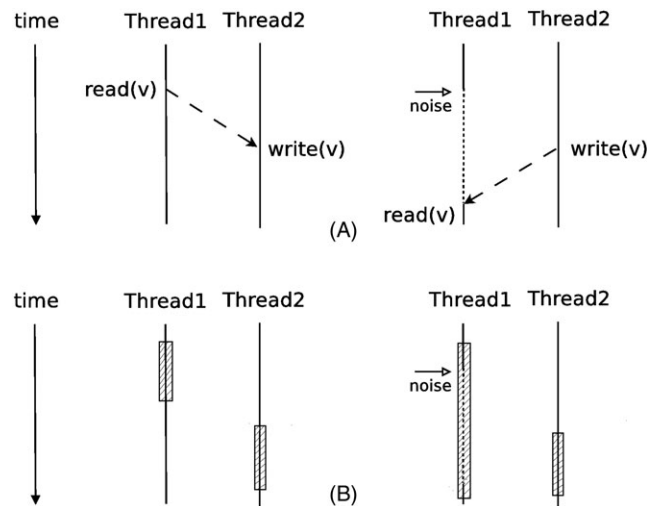 time Thread1 Thread2 Thread1 Thread2
read(v) noise
write(v) write(v)
read(v)
(A)
time Thread1 Thread2 Thread1 Thread2
noise
(B)